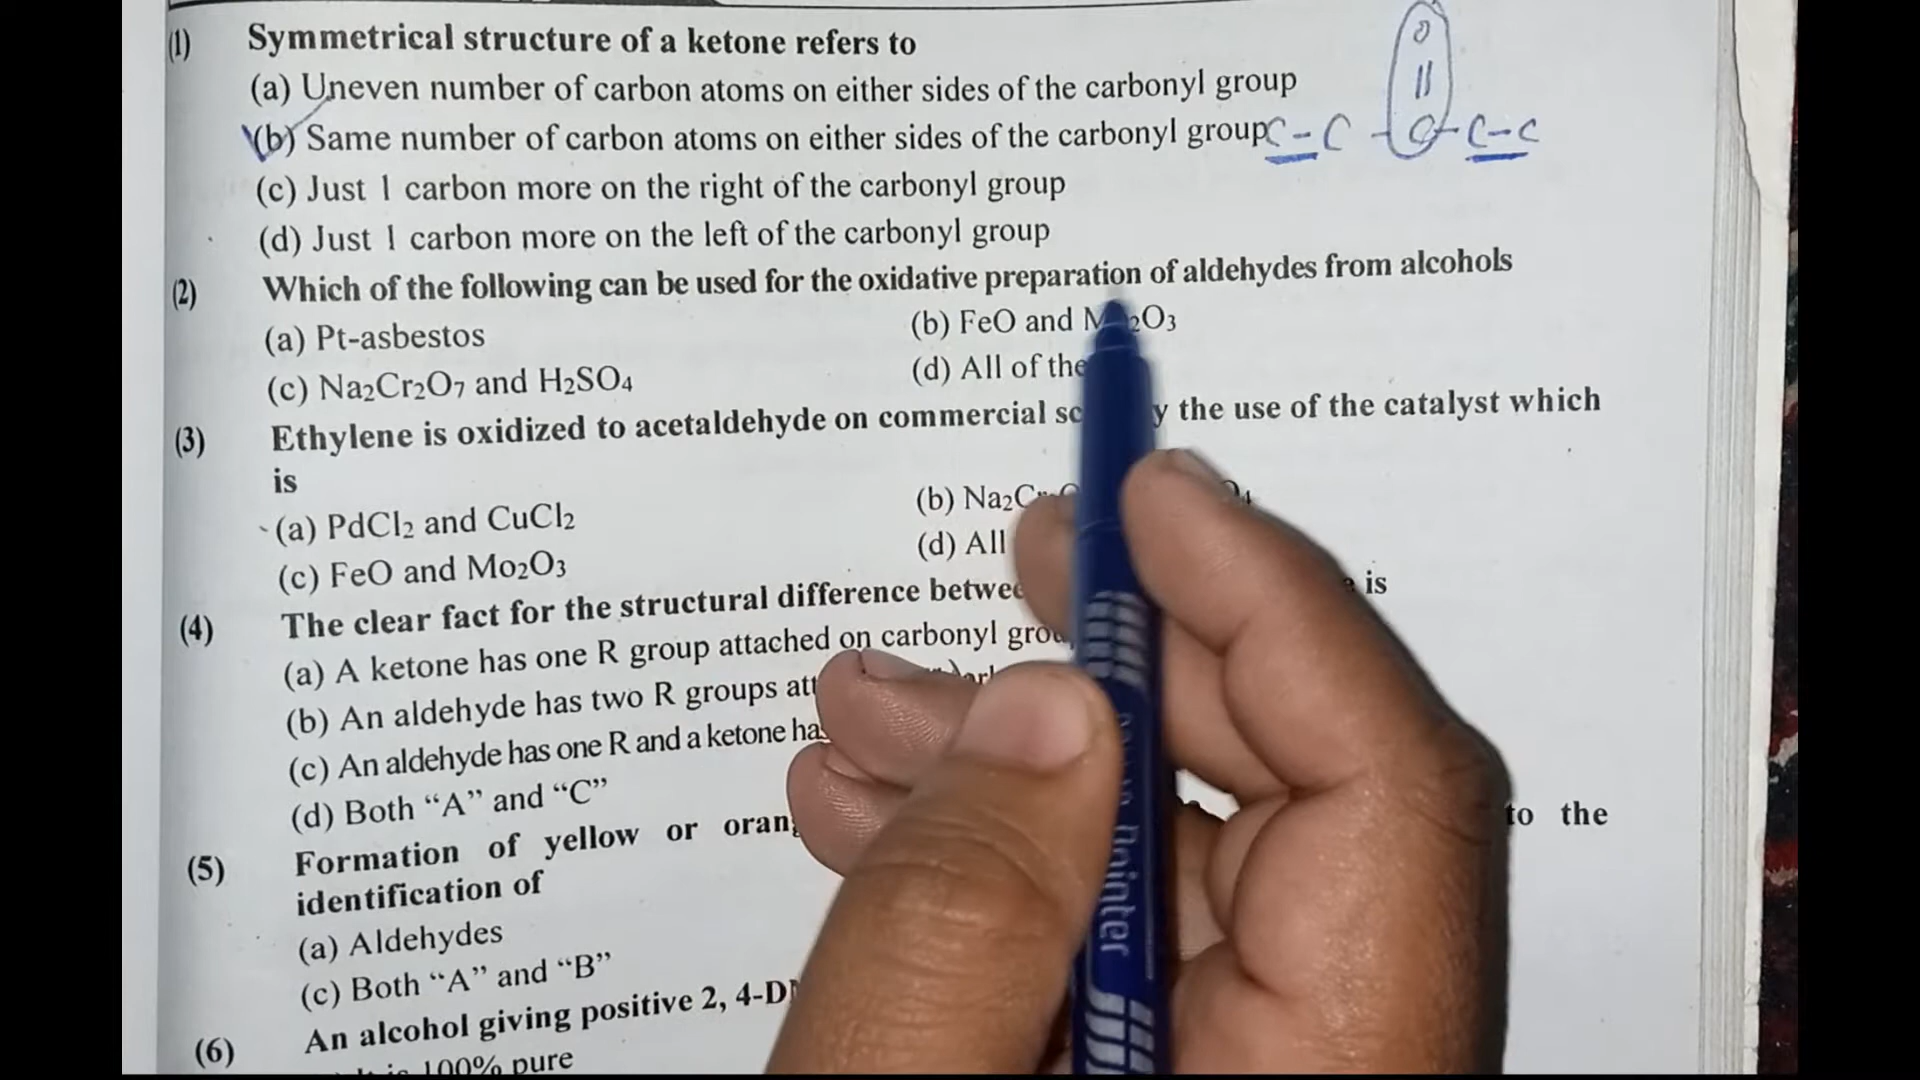 (1) Symmetrical structure of a ketone refers to
(a) Uneven number of carbon atoms on either sides of the carbonyl group
(b) Same number of carbon atoms on either sides of the carbonyl group
O
||
C - C - C - C - C
(c) Just 1 carbon more on the right of the carbonyl group
(d) Just 1 carbon more on the left of the carbonyl group
(2) Which of the following can be used for the oxidative preparation of aldehydes from alcohols
(a) Pt-asbestos (b) FeO and
(c) Na₂Cr₂O₇ and H₂SO₄ (d) All of
(3) Ethylene is oxidized to acetaldehyde on commercial the use of the catalyst which
is
(a) PdCl₂ and CuCl₂ (b)
(c) FeO and Mo₂O₃ (d) All
(4) The clear fact for the structural difference is
(a) A ketone has one R group attached on carbonyl
(b) An aldehyde has two R groups
(c) An aldehyde has one R and a ketone
(d) Both “A” and “C”
(5) Formation of yellow or to the
identification of
(a) Aldehydes
(c) Both “A” and “B”
(6) An alcohol giving positive 2, 4-
100% pure
Pointer